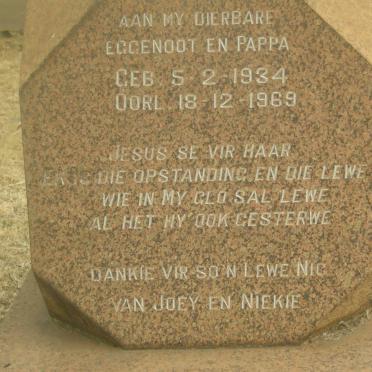 AAN MY DIERBARE
EGGENOOT EN PAPPA
GEB. 5-2-1934
OORL. 18-12-1969
JESUS SE VIR HAAR
EK IS DIE OPSTANDING EN DIE LEWE
WIE IN MY GLO SAL LEWE
AL HET HY OOK GESTERWE
DANKIE VIR SO'N LEWE NIC
VAN JOEY EN NIEKIE